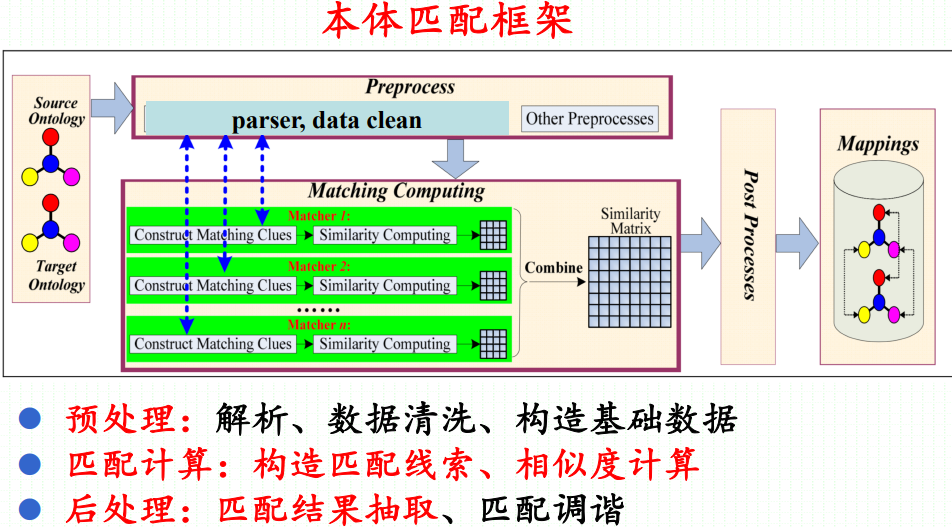 本体匹配框架
Source
Ontology
Target
Ontology
Preprocess
parser, data clean
Other Preprocesses
Matching Computing
Matcher 1:
Construct Matching Clues
Similarity Computing
Matcher 2:
Construct Matching Clues
Similarity Computing
······
Matcher n:
Construct Matching Clues
Similarity Computing
Combine
Similarity
Matrix
Post Processes
Mappings
预处理：解析、数据清洗、构造基础数据
匹配计算：构造匹配线索、相似度计算
后处理：匹配结果抽取、匹配调谐